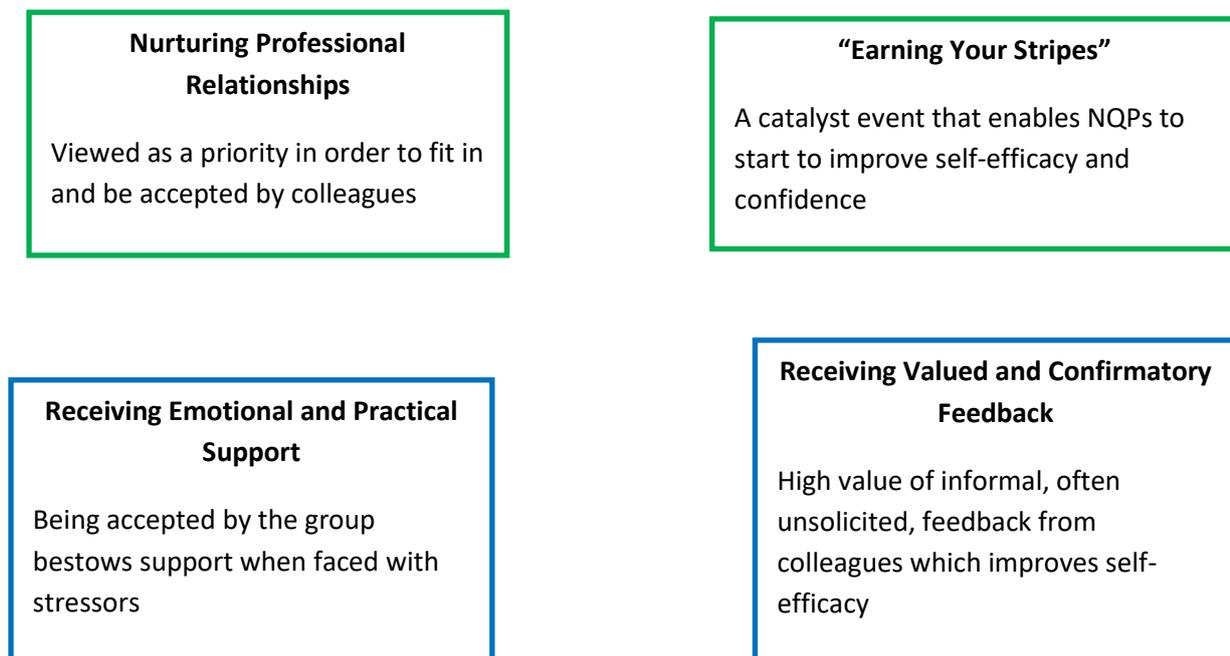 Nurturing Professional
Relationships
Viewed as a priority in order to fit in
and be accepted by colleagues
“Earning Your Stripes”
A catalyst event that enables NQPs to
start to improve self-efficacy and
confidence
Receiving Emotional and Practical
Support
Being accepted by the group
bestows support when faced with
stressors
Receiving Valued and Confirmatory
Feedback
High value of informal, often
unsolicited, feedback from
colleagues which improves self-
efficacy